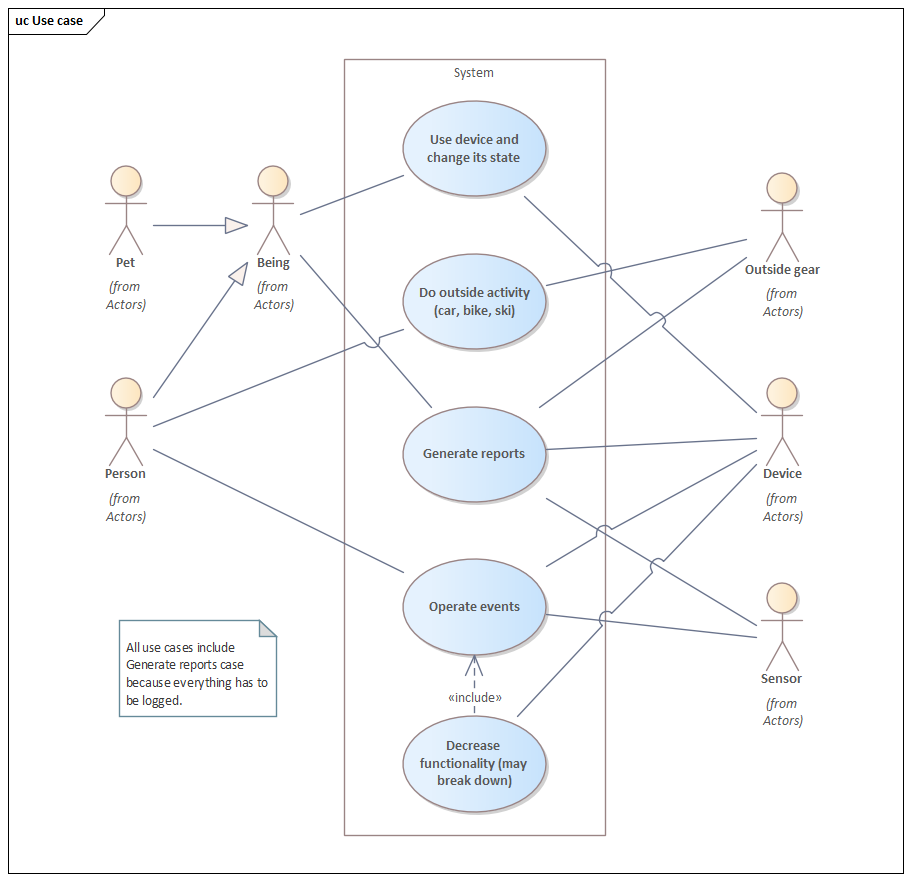 uc Use case
System
Use device and
change its state
Pet
(from
Actors)
Being
(from
Actors)
Outside gear
(from
Actors)
Do outside activity
(car, bike, ski)
Person
(from
Actors)
Generate reports
Device
(from
Actors)
Operate events
Sensor
(from
Actors)
All use cases include
Generate reports case
because everything has to
be logged.
«include»
Decrease
functionality (may
break down)